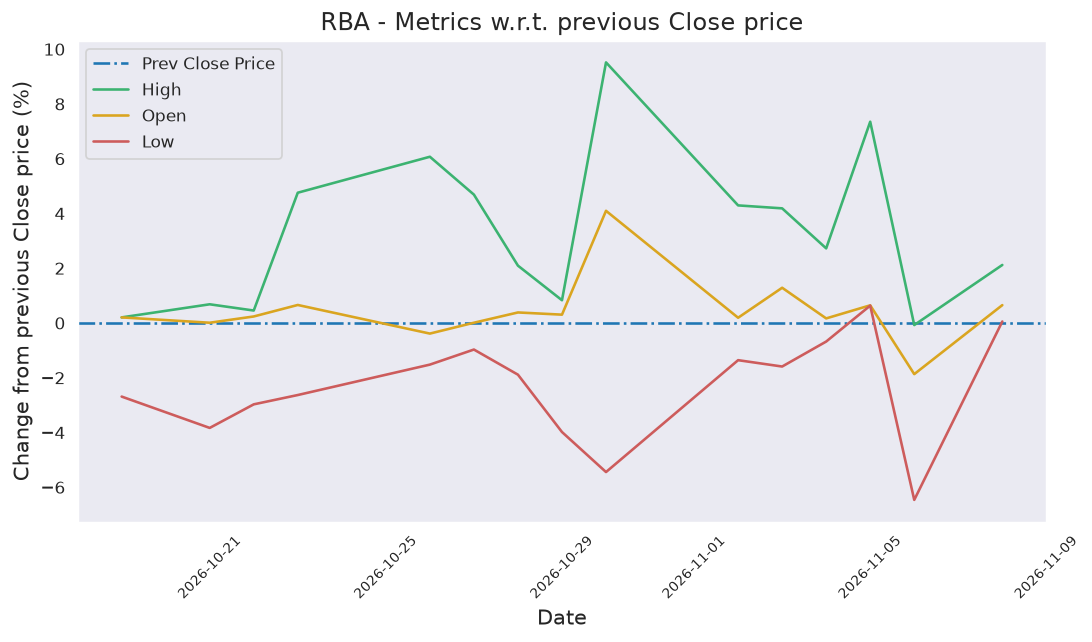 RBA - Metrics w.r.t. previous Close price
Change from previous Close price (%)
10
8
6
4
2
0
−2
−4
−6
Prev Close Price
High
Open
Low
2026-10-21
2026-10-25
2026-10-29
2026-11-01
2026-11-05
2026-11-09
Date